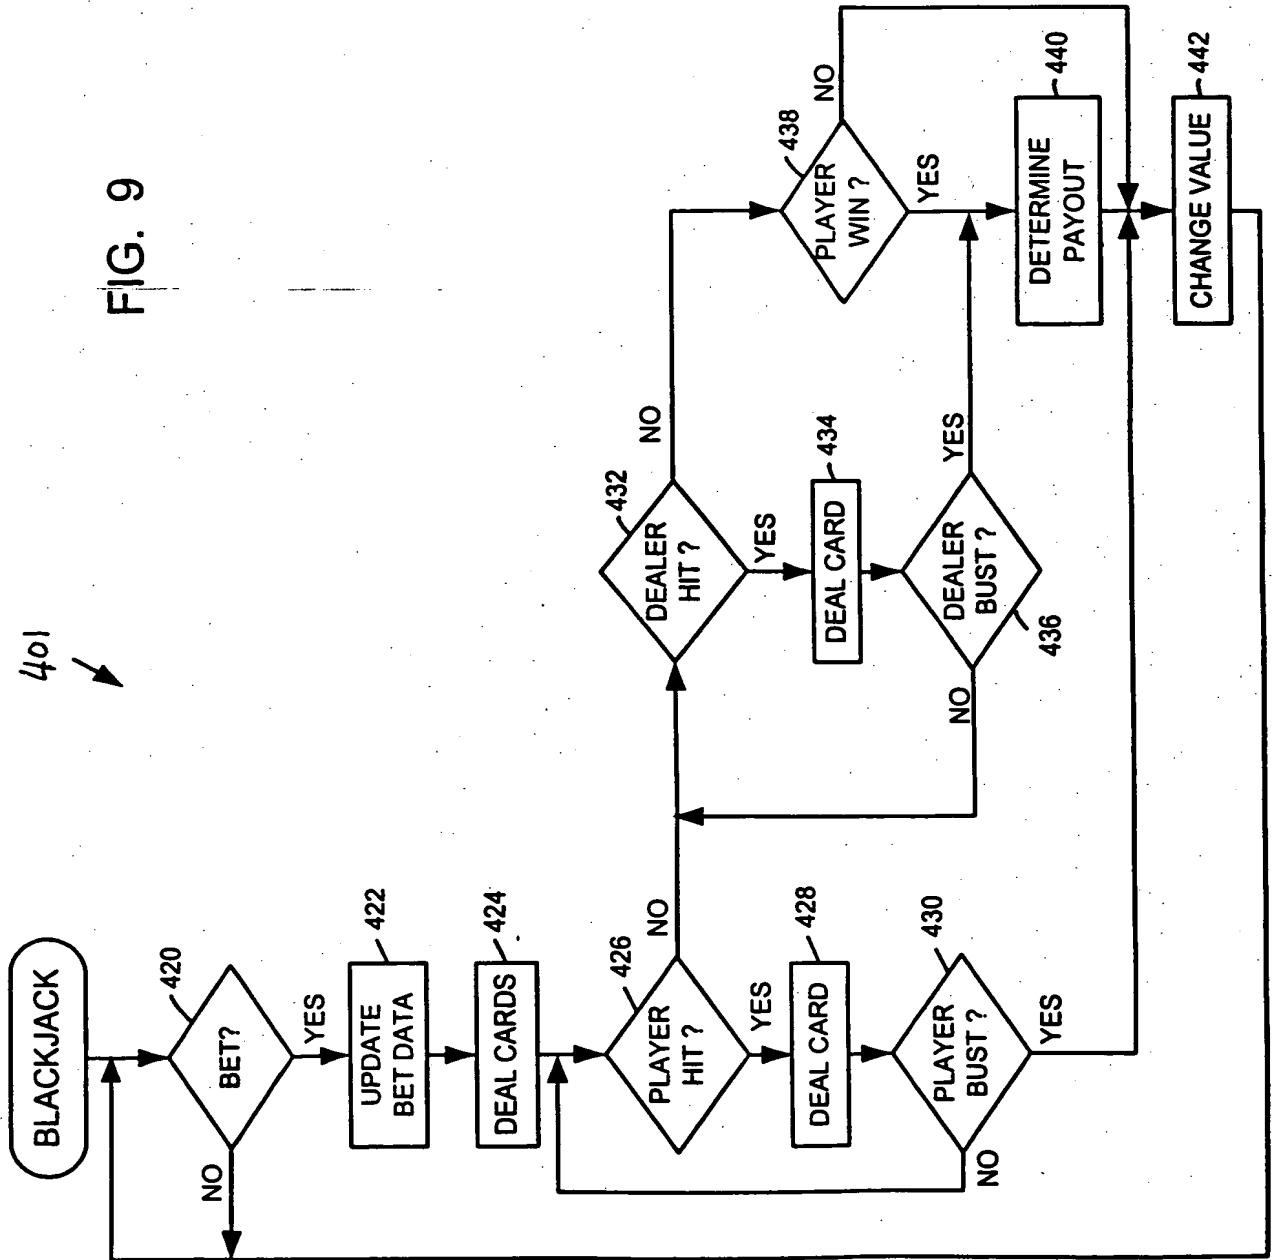 FIG. 9
401
BLACKJACK
420
BET?
NO
YES
422
UPDATE
BET DATA
424
DEAL CARDS
426
PLAYER
HIT ?
NO
YES
428
DEAL CARD
430
PLAYER
BUST ?
NO
YES
432
DEALER
HIT ?
NO
YES
434
DEAL CARD
DEALER
BUST ?
436
NO
YES
438
PLAYER
WIN ?
NO
YES
440
DETERMINE
PAYOUT
442
CHANGE VALUE